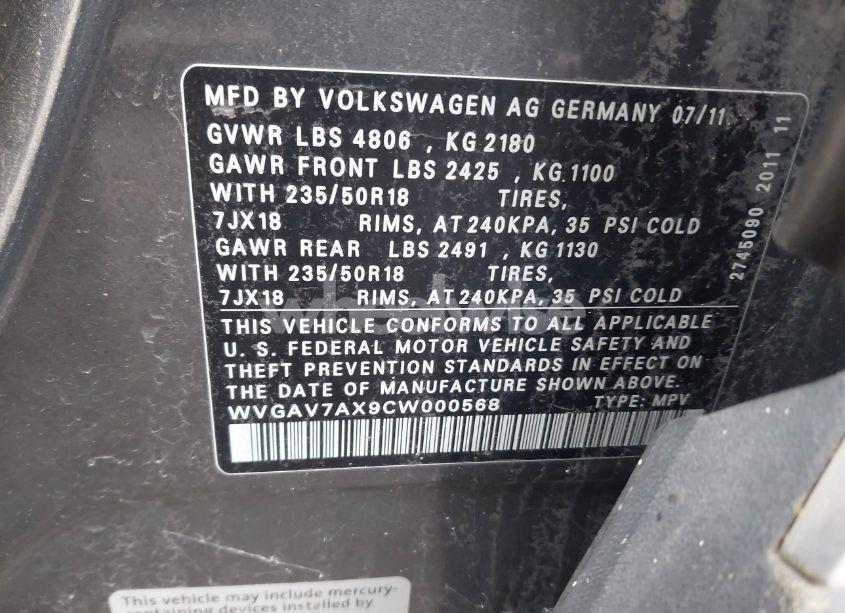 MFD BY VOLKSWAGEN AG GERMANY 07/11
GVWR LBS 4806 , KG 2180
GAWR FRONT LBS 2425 , KG 1100
WITH 235/50R18 TIRES,
7JX18 RIMS, AT 240KPA, 35 PSI COLD
GAWR REAR LBS 2491 , KG 1130
WITH 235/50R18 TIRES,
7JX18 RIMS, AT 240KPA, 35 PSI COLD
THIS VEHICLE CONFORMS TO ALL APPLICABLE
U. S. FEDERAL MOTOR VEHICLE SAFETY AND
THEFT PREVENTION STANDARDS IN EFFECT ON
THE DATE OF MANUFACTURE SHOWN ABOVE.
WVGAV7AX9CW000568 TYPE: MPV
2745090 2011 11
wheelwise
This vehicle may include mercury-
containing devices installed by